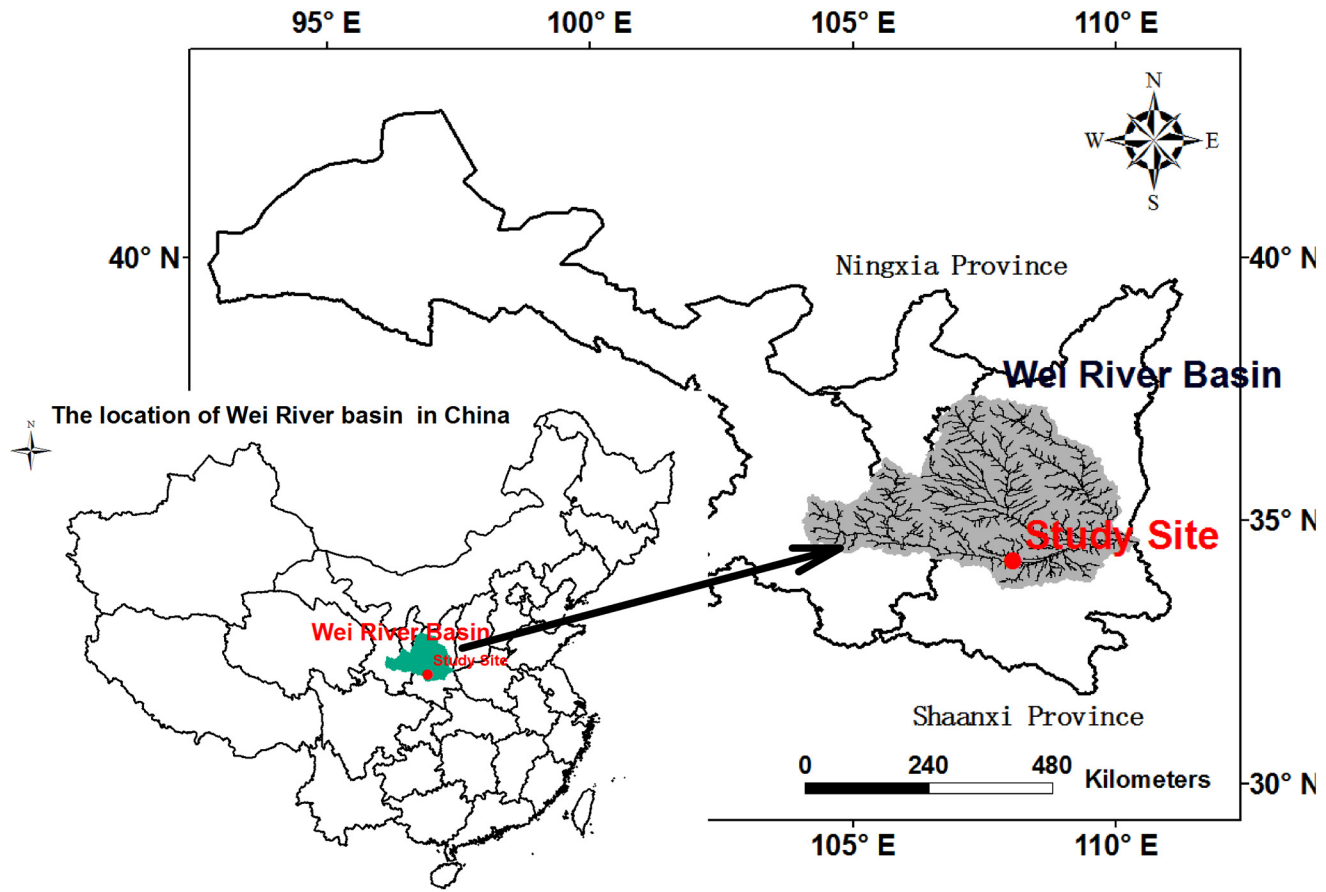 95° E 100° E 105° E 110° E
N
W E
S
40° N 40° N
Ningxia Province
Wei River Basin
The location of Wei River basin in China
N
35° N
Study Site
Wei River Basin
Study Site
Shaanxi Province
0 240 480 Kilometers
30° N
105° E 110° E